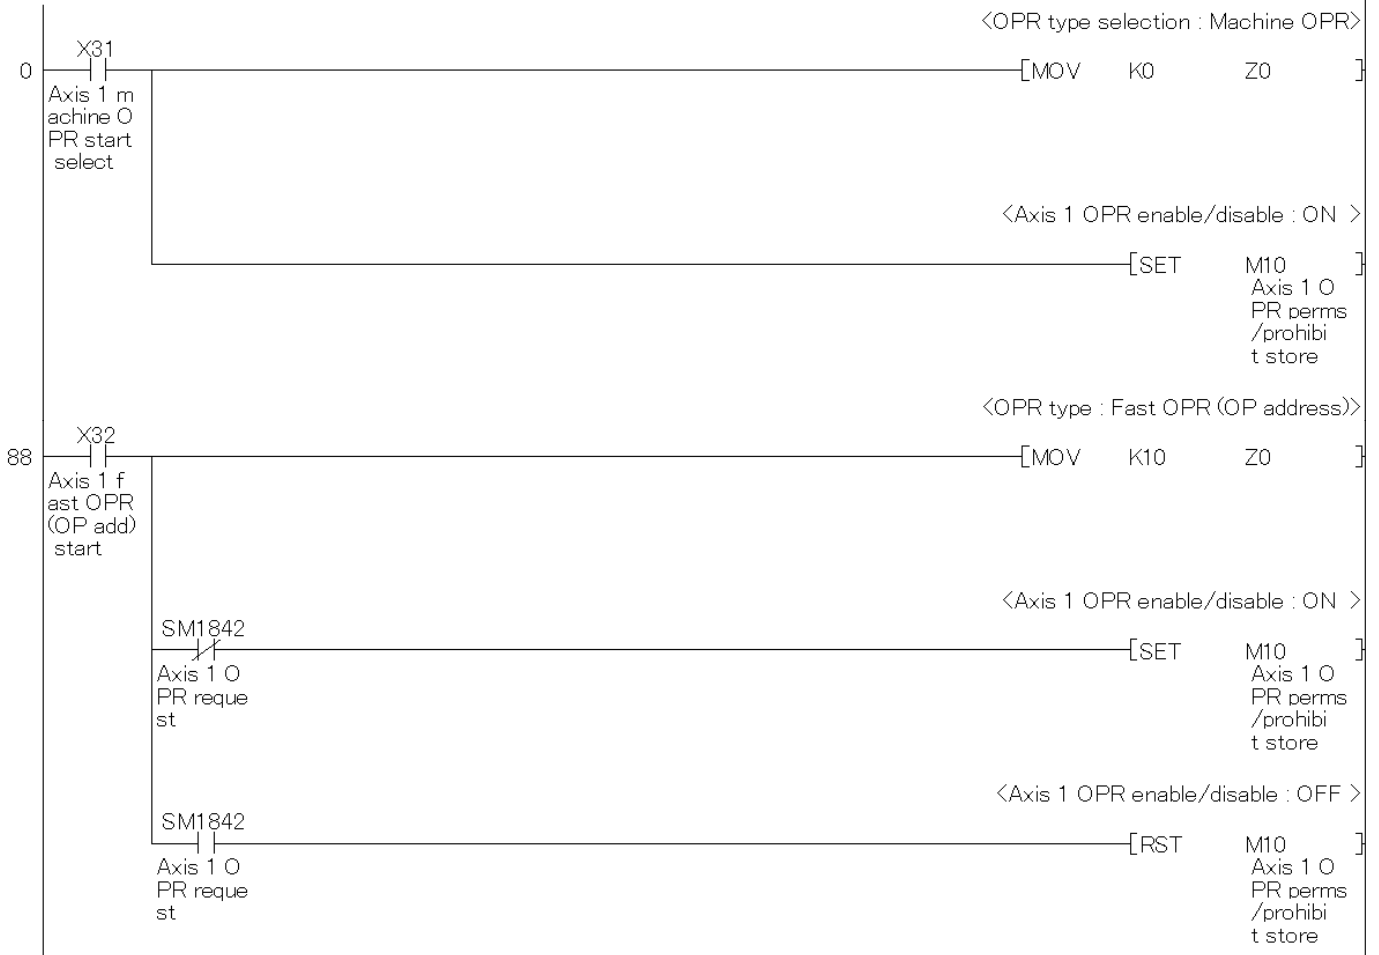 <OPR type selection : Machine OPR>
X31
0
[MOV K0 Z0 ]
Axis 1 m
achine O
PR start
select
<Axis 1 OPR enable/disable : ON >
[SET M10 ]
Axis 1 O
PR perms
/prohibi
t store
<OPR type : Fast OPR (OP address)>
X32
88
[MOV K10 Z0 ]
Axis 1 f
ast OPR
(OP add)
start
<Axis 1 OPR enable/disable : ON >
SM1842
[SET M10 ]
Axis 1 O
PR reque
st
Axis 1 O
PR perms
/prohibi
t store
<Axis 1 OPR enable/disable : OFF >
SM1842
[RST M10 ]
Axis 1 O
PR reque
st
Axis 1 O
PR perms
/prohibi
t store